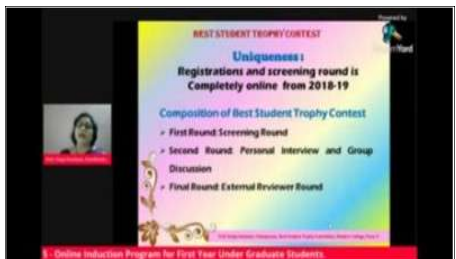 Powered by
BEST STUDENT TROPHY CONTEST
Uniqueness :
Registrations and screening round is
Completely online from 2018-19
Composition of Best Student Trophy Contest
First Round: Screening Round
Second Round: Personal Interview and Group
Discussion
Final Round: External Reviewer Round
5 - Online Induction Program for First Year Under Graduate Students.